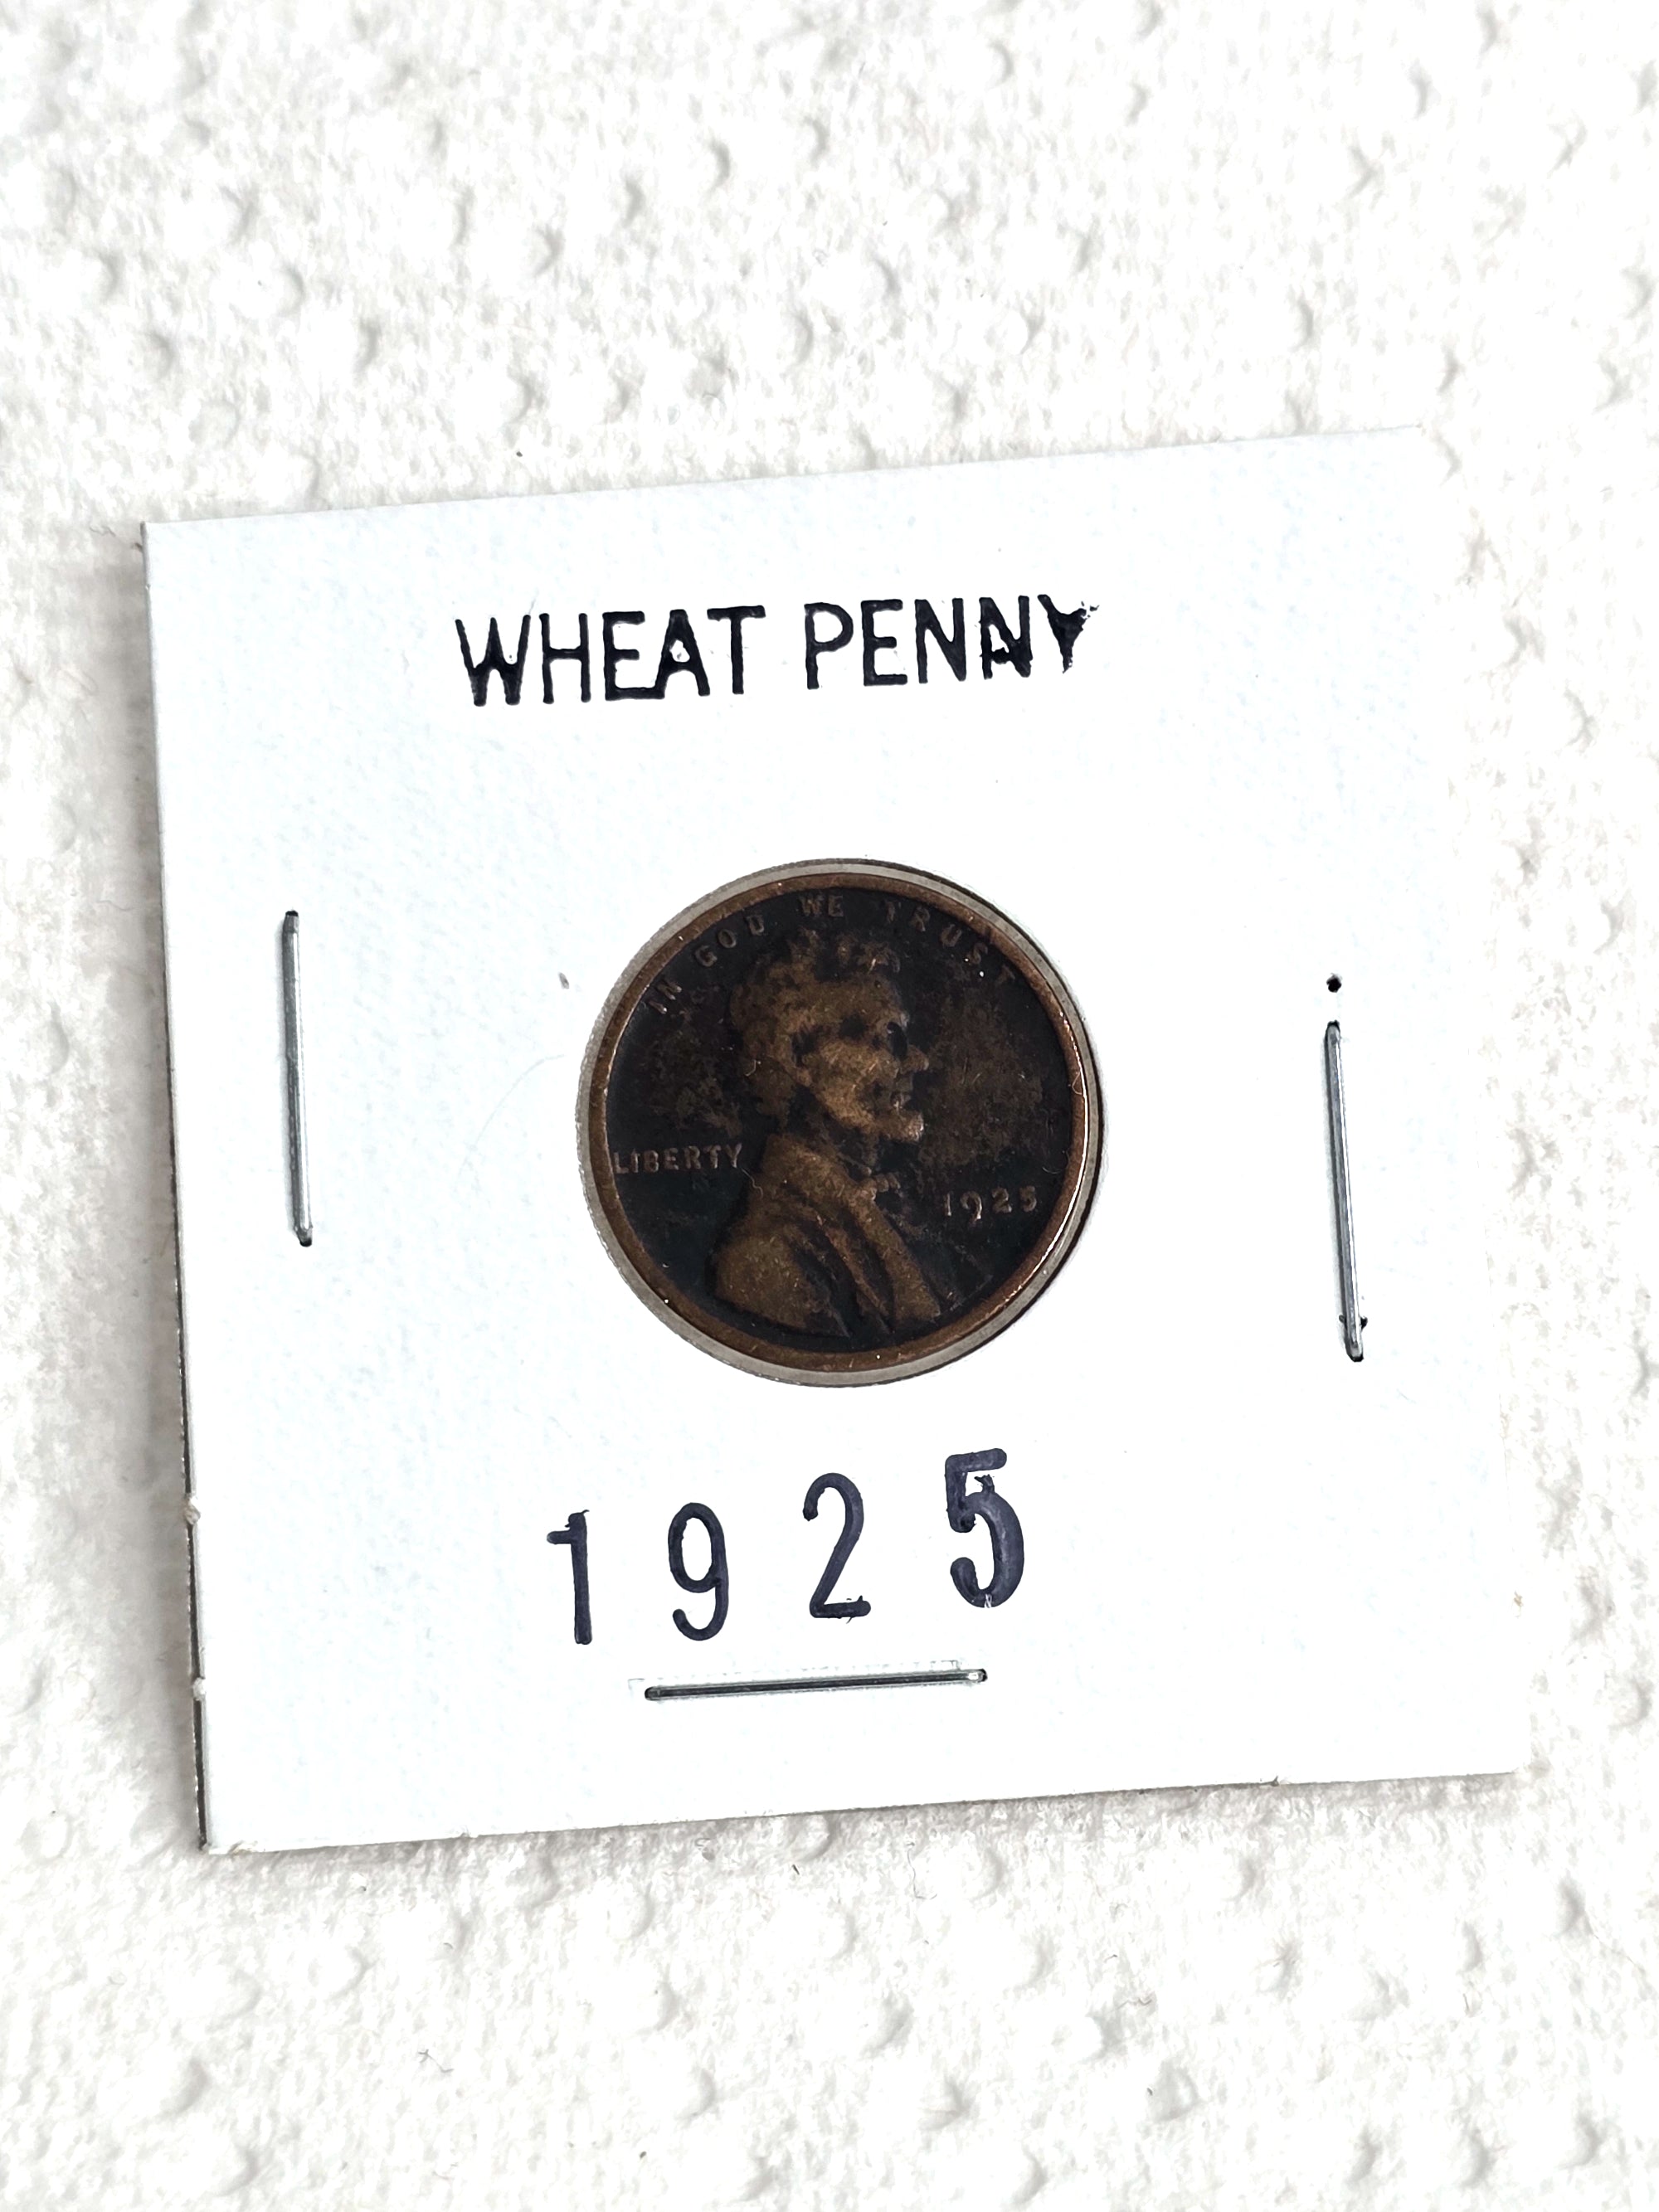 WHEAT PENNY
IN GOD WE TRUST
LIBERTY
1925
1925